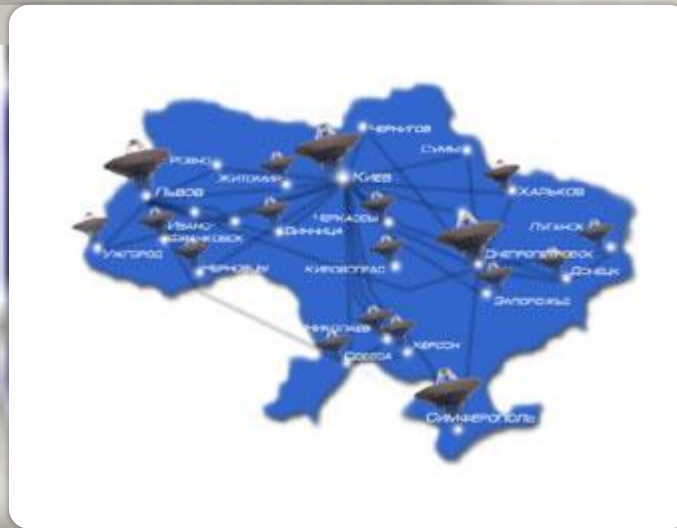 Чернигов
Сумы
Ровно
Житомир
Киев
Львов
Харьков
Черкассы
Луганск
Ивано-
Франковск
Винница
Ужгород
Днепропетровск
Черновцы
Кировоград
Донецк
Запорожье
Николаев
Херсон
Одесса
Симферополь